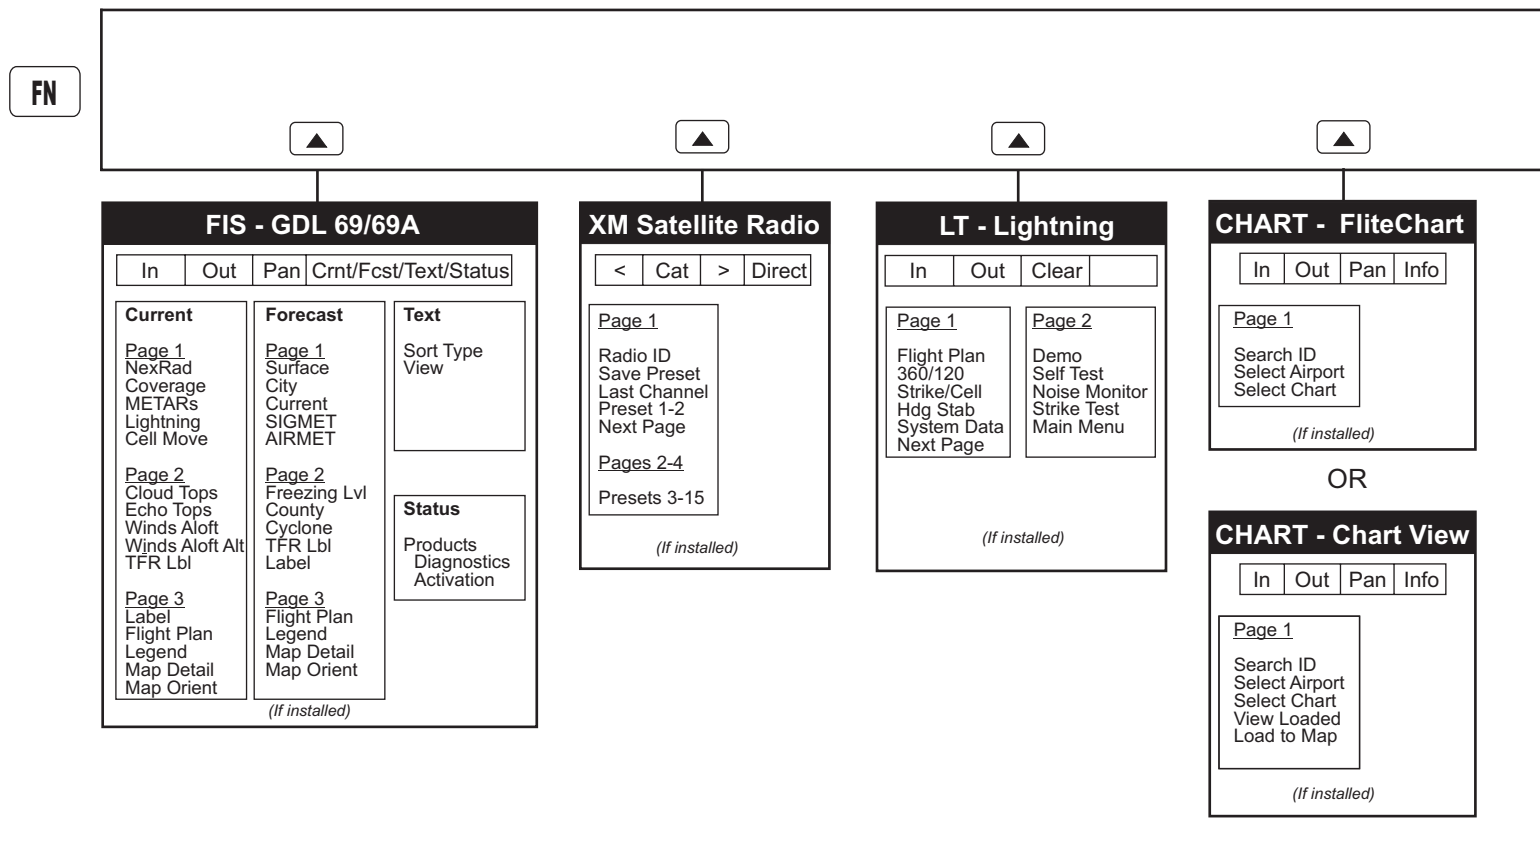 FN
FIS - GDL 69/69A
In Out Pan Crnt/Fcst/Text/Status
Current
Page 1
NexRad
Coverage
METARs
Lightning
Cell Move
Page 2
Cloud Tops
Echo Tops
Winds Aloft
Winds Aloft Alt
TFR Lbl
Page 3
Label
Flight Plan
Legend
Map Detail
Map Orient
Forecast
Page 1
Surface
City
Current
SIGMET
AIRMET
Page 2
Freezing Lvl
County
Cyclone
TFR Lbl
Label
Page 3
Flight Plan
Legend
Map Detail
Map Orient
Text
Sort Type
View
Status
Products
Diagnostics
Activation
(If installed)
XM Satellite Radio
< Cat > Direct
Page 1
Radio ID
Save Preset
Last Channel
Preset 1-2
Next Page
Pages 2-4
Presets 3-15
(If installed)
LT - Lightning
In Out Clear
Page 1
Flight Plan
360/120
Strike/Cell
Hdg Stab
System Data
Next Page
Page 2
Demo
Self Test
Noise Monitor
Strike Test
Main Menu
(If installed)
CHART - FliteChart
In Out Pan Info
Page 1
Search ID
Select Airport
Select Chart
(If installed)
OR
CHART - Chart View
In Out Pan Info
Page 1
Search ID
Select Airport
Select Chart
View Loaded
Load to Map
(If installed)